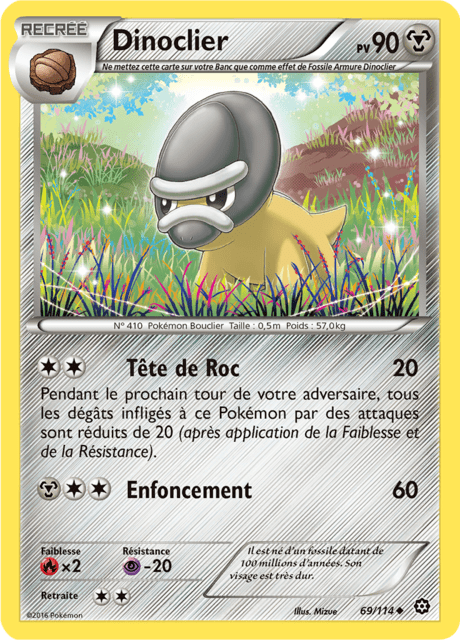 RECRÉÉ
Dinoclier
PV 90
Ne mettez cette carte sur votre Banc que comme effet de Fossile Armure Dinoclier
N° 410 Pokémon Bouclier Taille : 0,5m Poids : 57,0kg
Tête de Roc 20
Pendant le prochain tour de votre adversaire, tous
les dégâts infligés à ce Pokémon par des attaques
sont réduits de 20 (après application de la Faiblesse et
de la Résistance).
Enfoncement 60
Faiblesse Résistance
×2 -20
Retraite
Il est né d'un fossile datant de
100 millions d'années. Son
visage est très dur.
©2016 Pokémon
Illus. Mizue 69/114